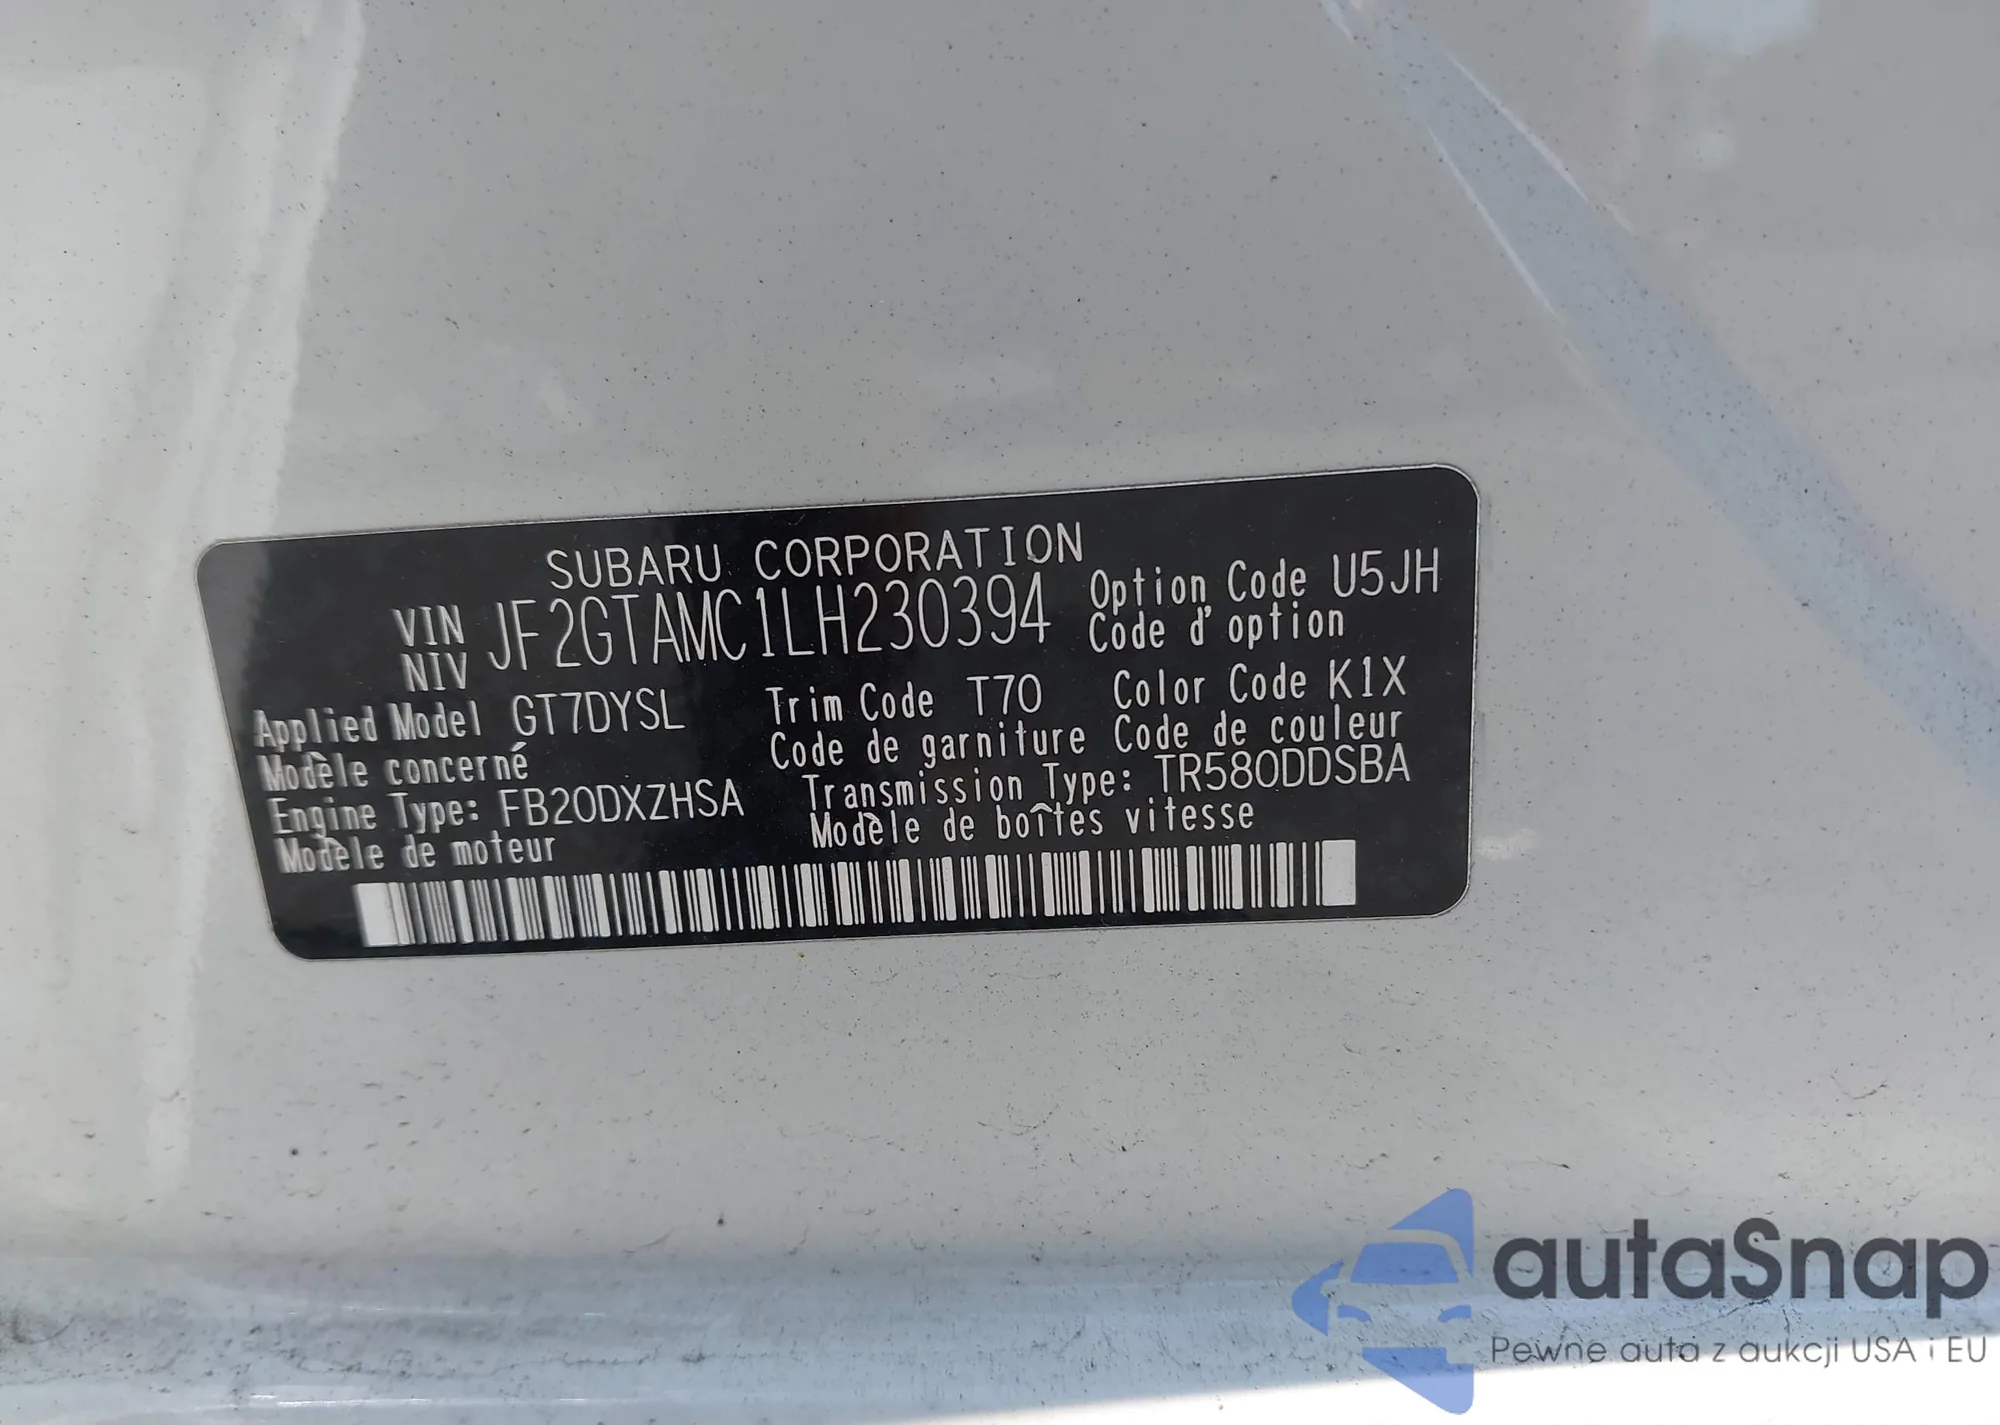 SUBARU CORPORATION
VIN JF2GTAMC1LH230394 Option Code U5JH
NIV Code d'option
Applied Model GT7DYSL Trim Code T70 Color Code K1X
Modèle concerné Code de garniture Code de couleur
Engine Type: FB20DXZHSA Transmission Type: TR580DDSBA
Modèle de moteur Modèle de boîtes vitesse
autaSnap
Pewne auta z aukcji USA i EU